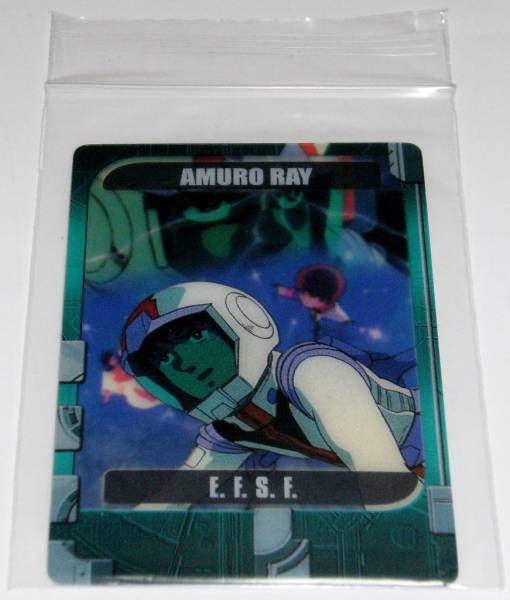 AMURO RAY
E. F. S. F.